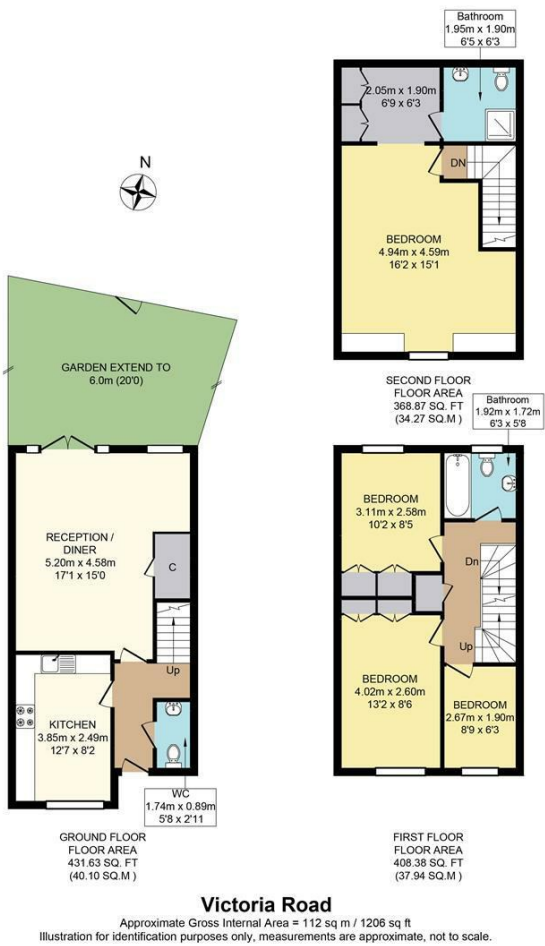 Bathroom
1.95m x 1.90m
6'5 x 6'3
2.05m x 1.90m
6'9 x 6'3
DN
BEDROOM
4.94m x 4.59m
16'2 x 15'1
SECOND FLOOR
FLOOR AREA
368.87 SQ. FT
(34.27 SQ.M )
N
GARDEN EXTEND TO
6.0m (20'0)
RECEPTION /
DINER
5.20m x 4.58m
17'1 x 15'0
C
Up
KITCHEN
3.85m x 2.49m
12'7 x 8'2
WC
1.74m x 0.89m
5'8 x 2'11
GROUND FLOOR
FLOOR AREA
431.63 SQ. FT
(40.10 SQ.M )
Bathroom
1.92m x 1.72m
6'3 x 5'8
BEDROOM
3.11m x 2.58m
10'2 x 8'5
Dn
Up
BEDROOM
4.02m x 2.60m
13'2 x 8'6
BEDROOM
2.67m x 1.90m
8'9 x 6'3
FIRST FLOOR
FLOOR AREA
408.38 SQ. FT
(37.94 SQ.M )
Victoria Road
Approximate Gross Internal Area = 112 sq m / 1206 sq ft
Illustration for identification purposes only, measurements are approximate, not to scale.